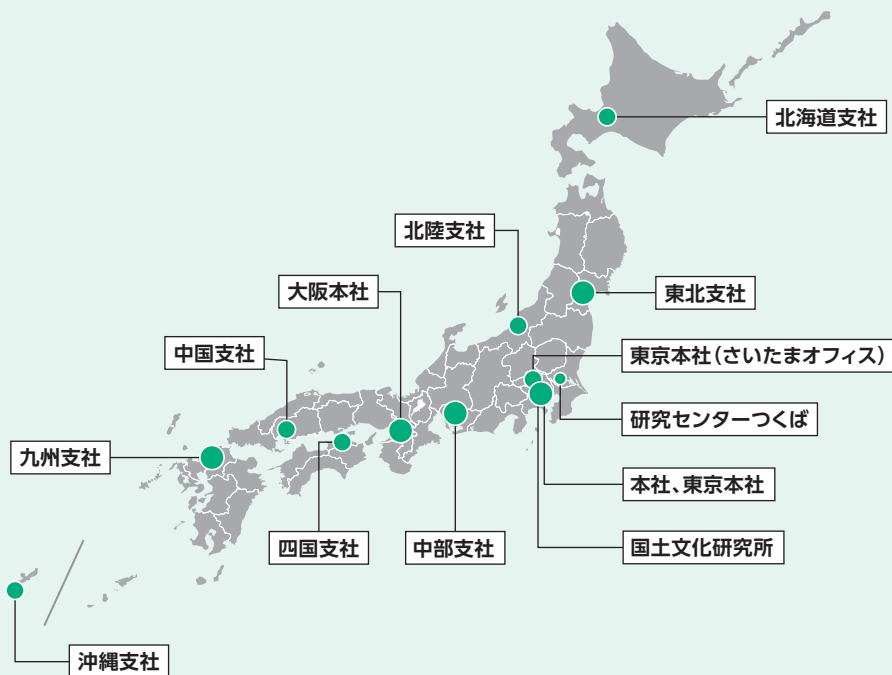 北海道支社
北陸支社
大阪本社
東北支社
中国支社
東京本社(さいたまオフィス)
研究センターつくば
九州支社
本社、東京本社
四国支社
中部支社
国土文化研究所
沖縄支社